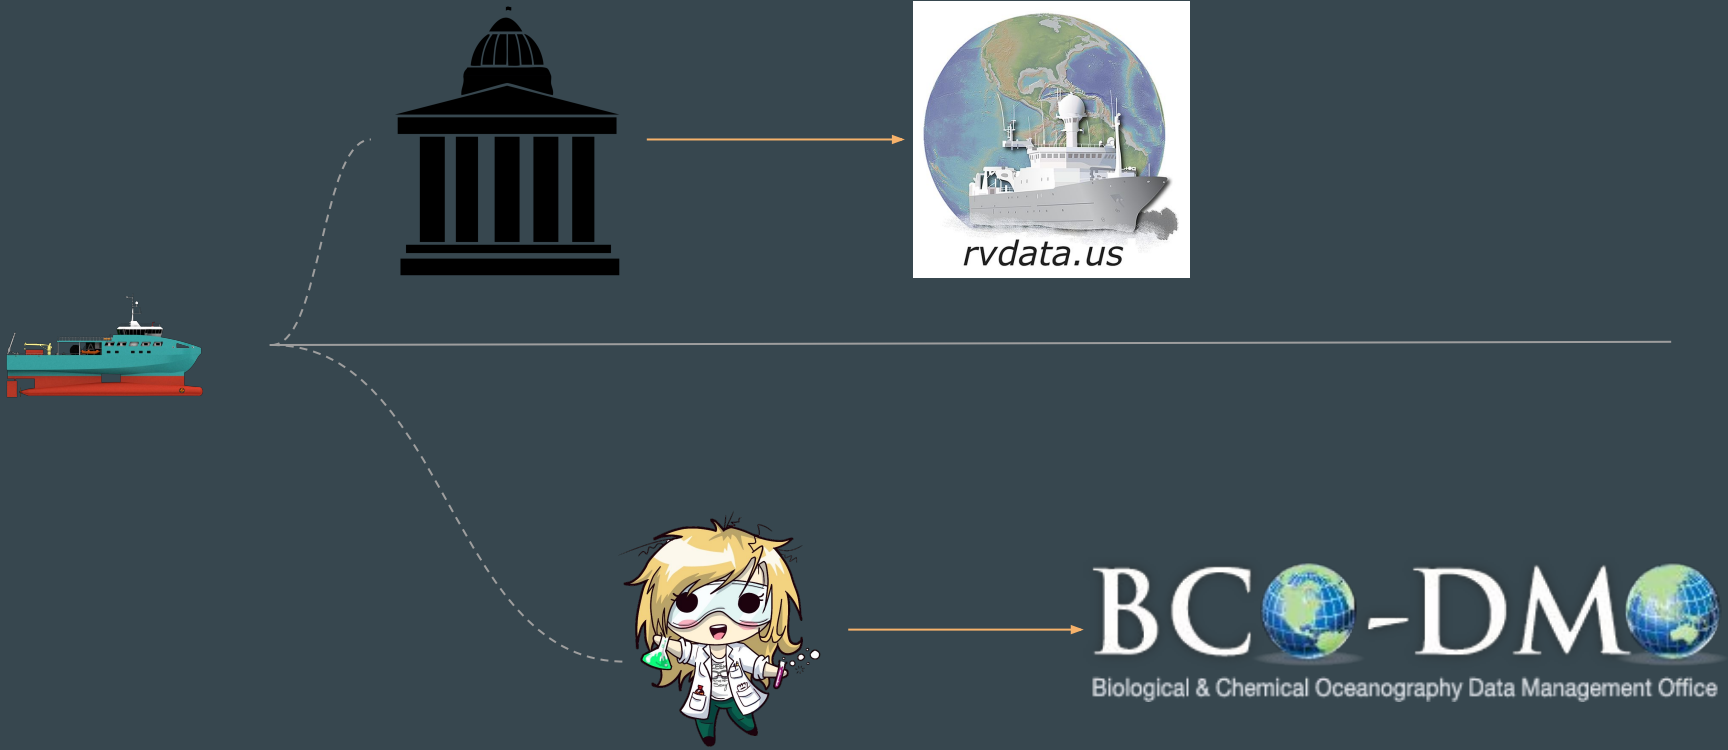 rvdata.us
BCO-DMO
Biological & Chemical Oceanography Data Management Office